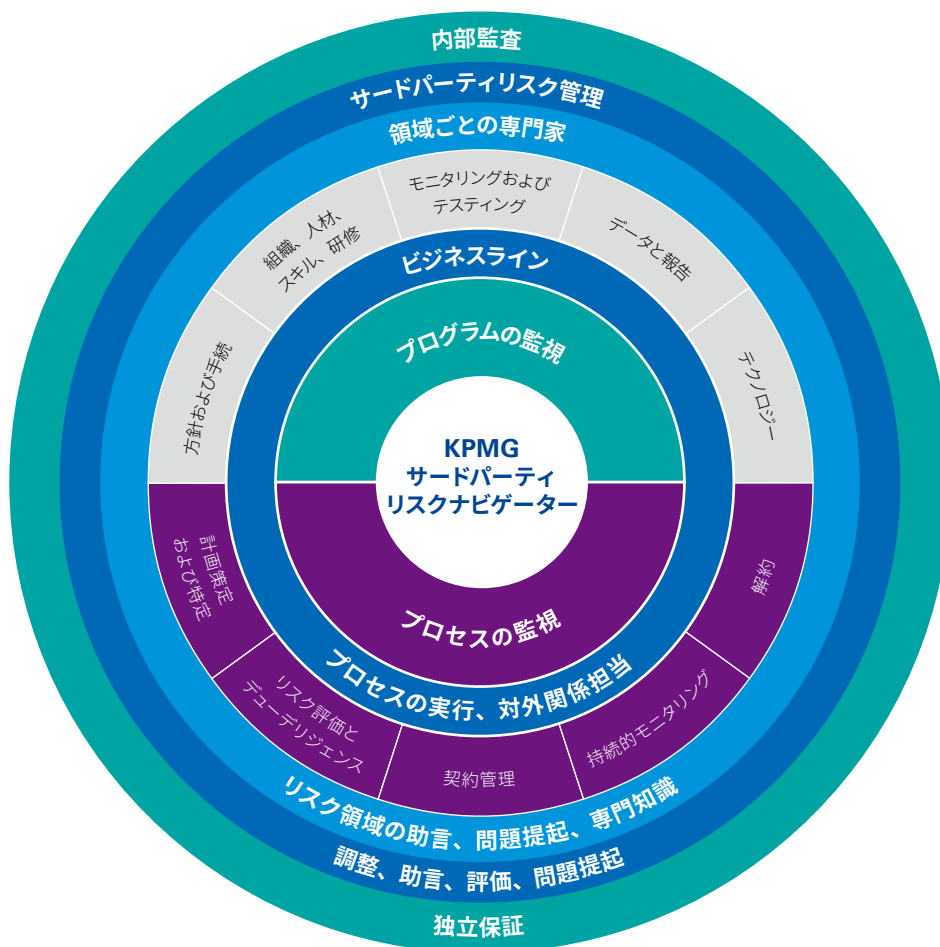 内部監査
サードパーティリスク管理
領域ごとの専門家
モニタリングおよび
テスティング
組織、人材、
スキル、研修
データと報告
方針および手続
テクノロジー
ビジネスライン
プログラムの監視
KPMG
サードパーティ
リスクナビゲーター
プロセスの監視
プロセスの実行、対外関係担当
計画策定
および特定
リスク評価と
デューデリジェンス
契約管理
持続的モニタリング
解約
リスク領域の助言、問題提起、専門知識
調整、助言、評価、問題提起
独立保証